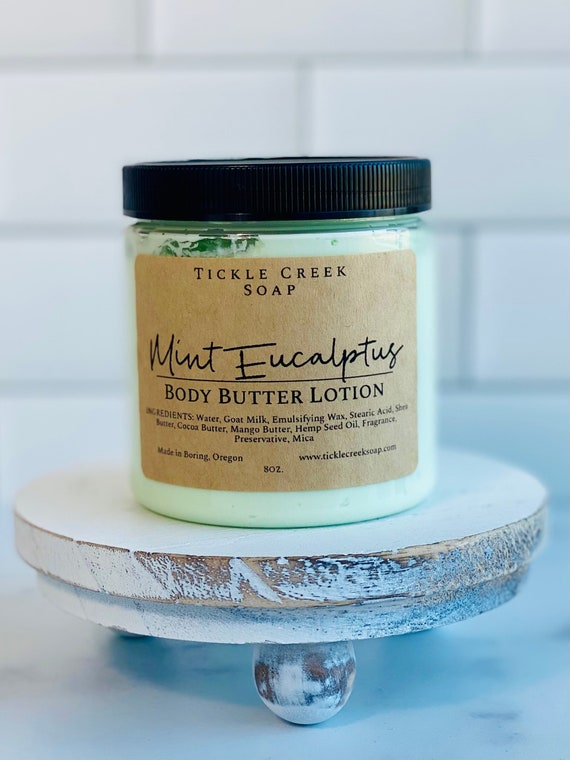 TICKLE CREEK
SOAP
Mint Eucalptus
BODY BUTTER LOTION
INGREDIENTS: Water, Goat Milk, Emulsifying Wax, Stearic Acid, Shea
Butter, Cocoa Butter, Mango Butter, Hemp Seed Oil, Fragrance,
Preservative, Mica
Made in Boring, Oregon www.ticklecreeksoap.com
8oz.